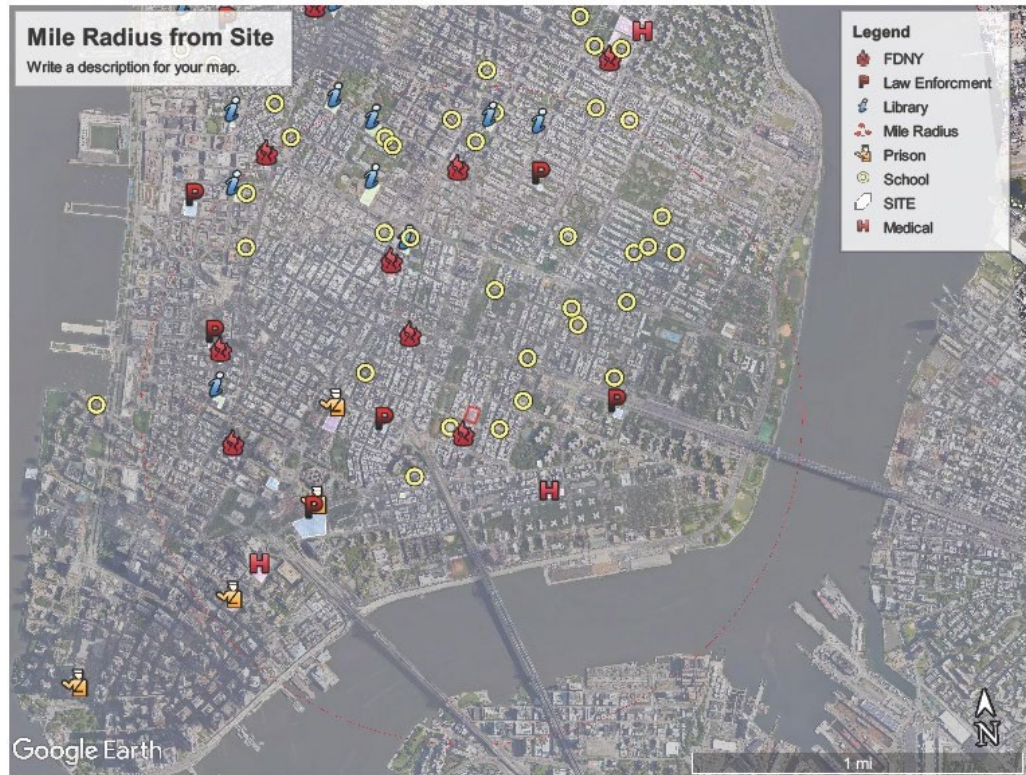 Mile Radius from Site
Write a description for your map.
Legend
FDNY
Law Enforcment
Library
Mile Radius
Prison
School
SITE
Medical
Google Earth
N
1 mi